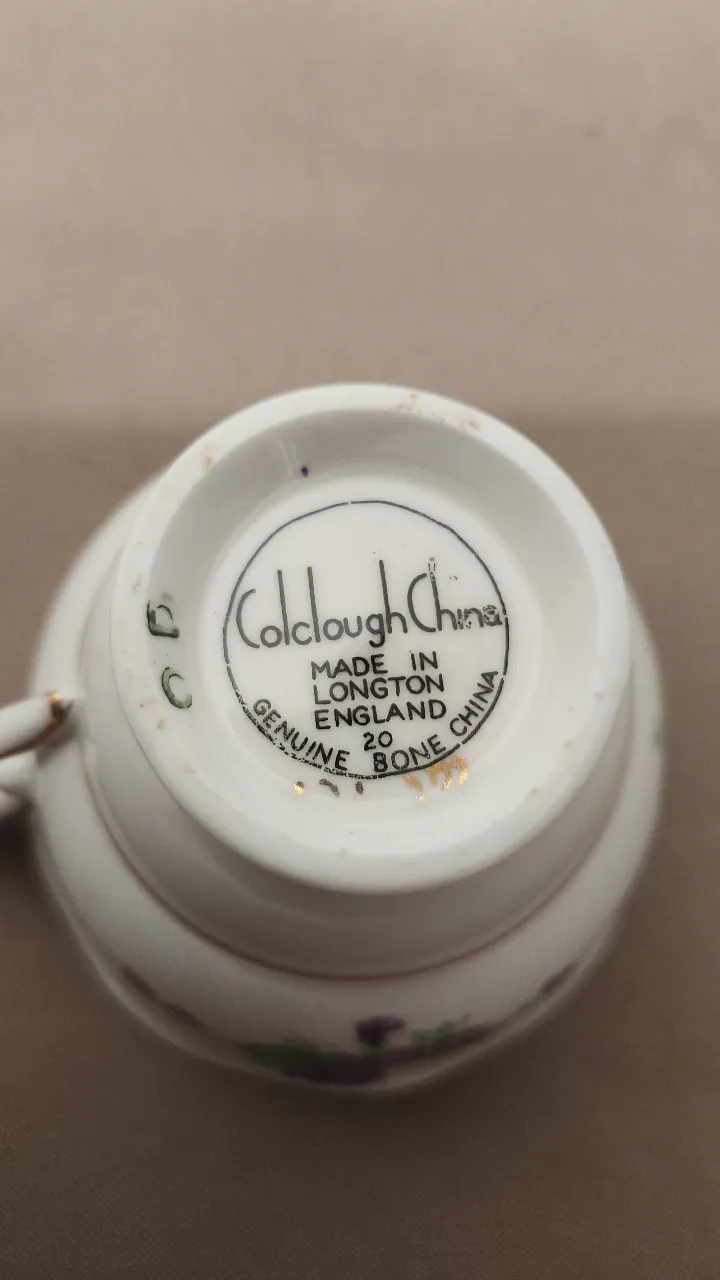 Colclough China
MADE IN
LONGTON
ENGLAND
20
GENUINE BONE CHINA